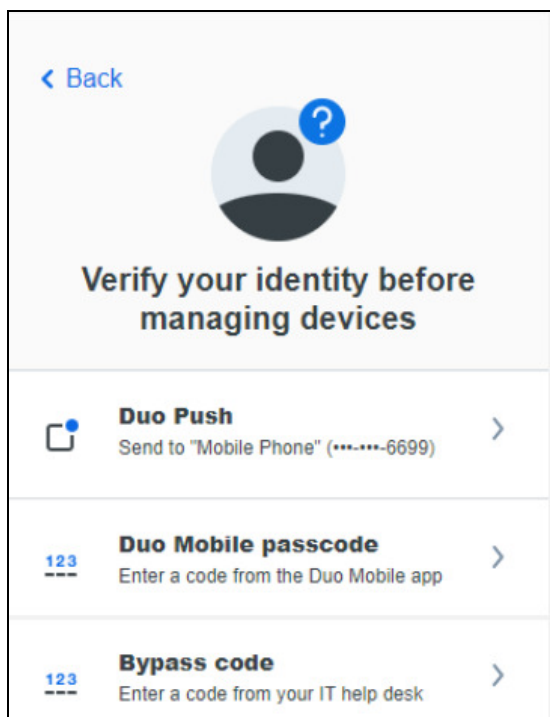 Back
?
Verify your identity before
managing devices
Duo Push
Send to "Mobile Phone" (•••-•••-6699)
123
Duo Mobile passcode
Enter a code from the Duo Mobile app
123
Bypass code
Enter a code from your IT help desk